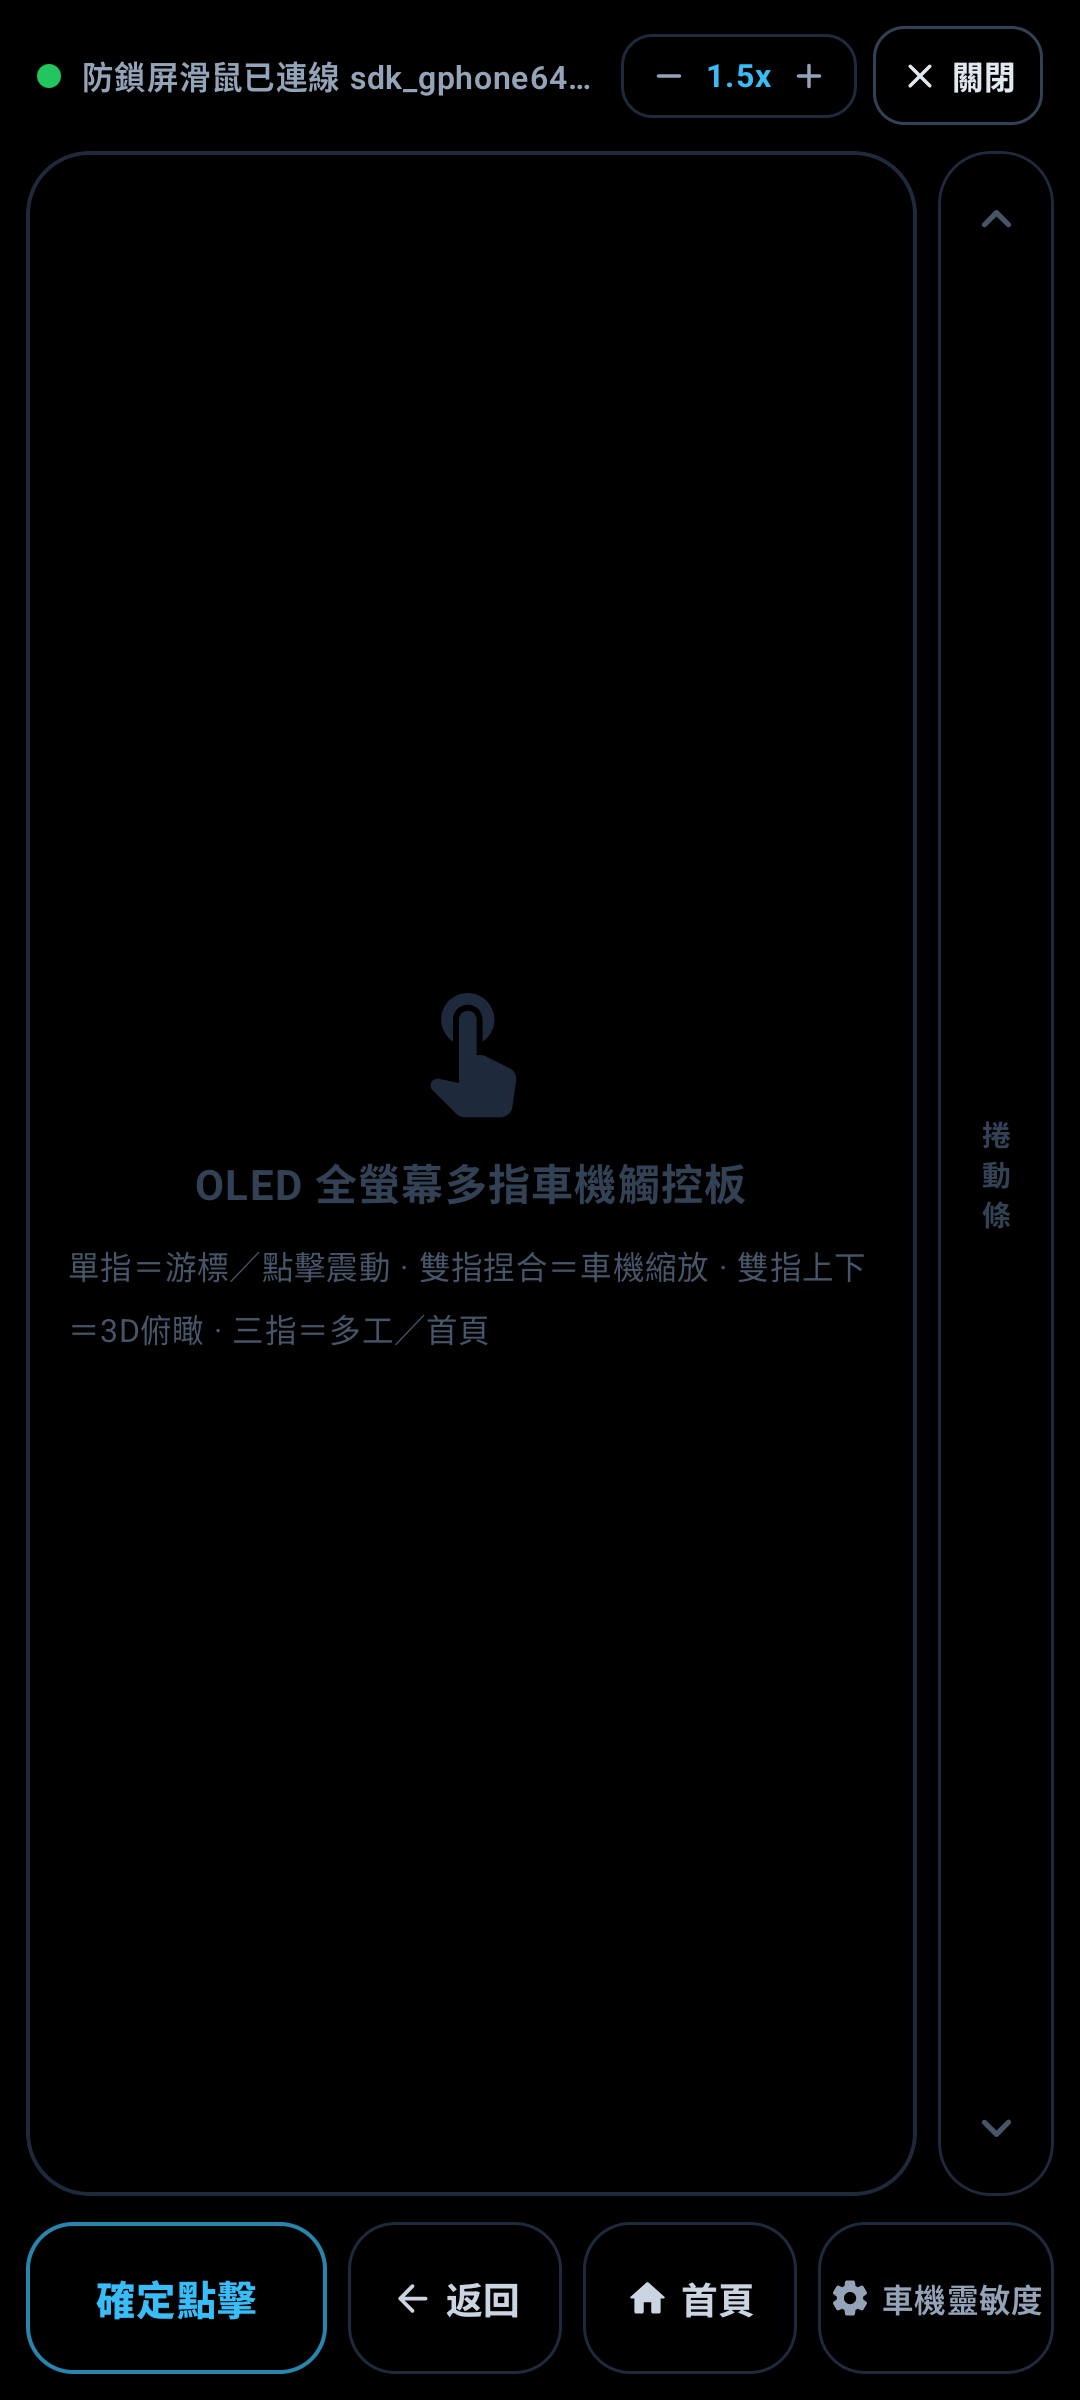 防鎖屏滑鼠已連線 sdk_gphone64…
1.5x
關閉
捲動條
OLED 全螢幕多指車機觸控板
單指＝游標／點擊震動 · 雙指捏合＝車機縮放 · 雙指上下
＝3D俯瞰 · 三指＝多工／首頁
確定點擊
返回
首頁
車機靈敏度